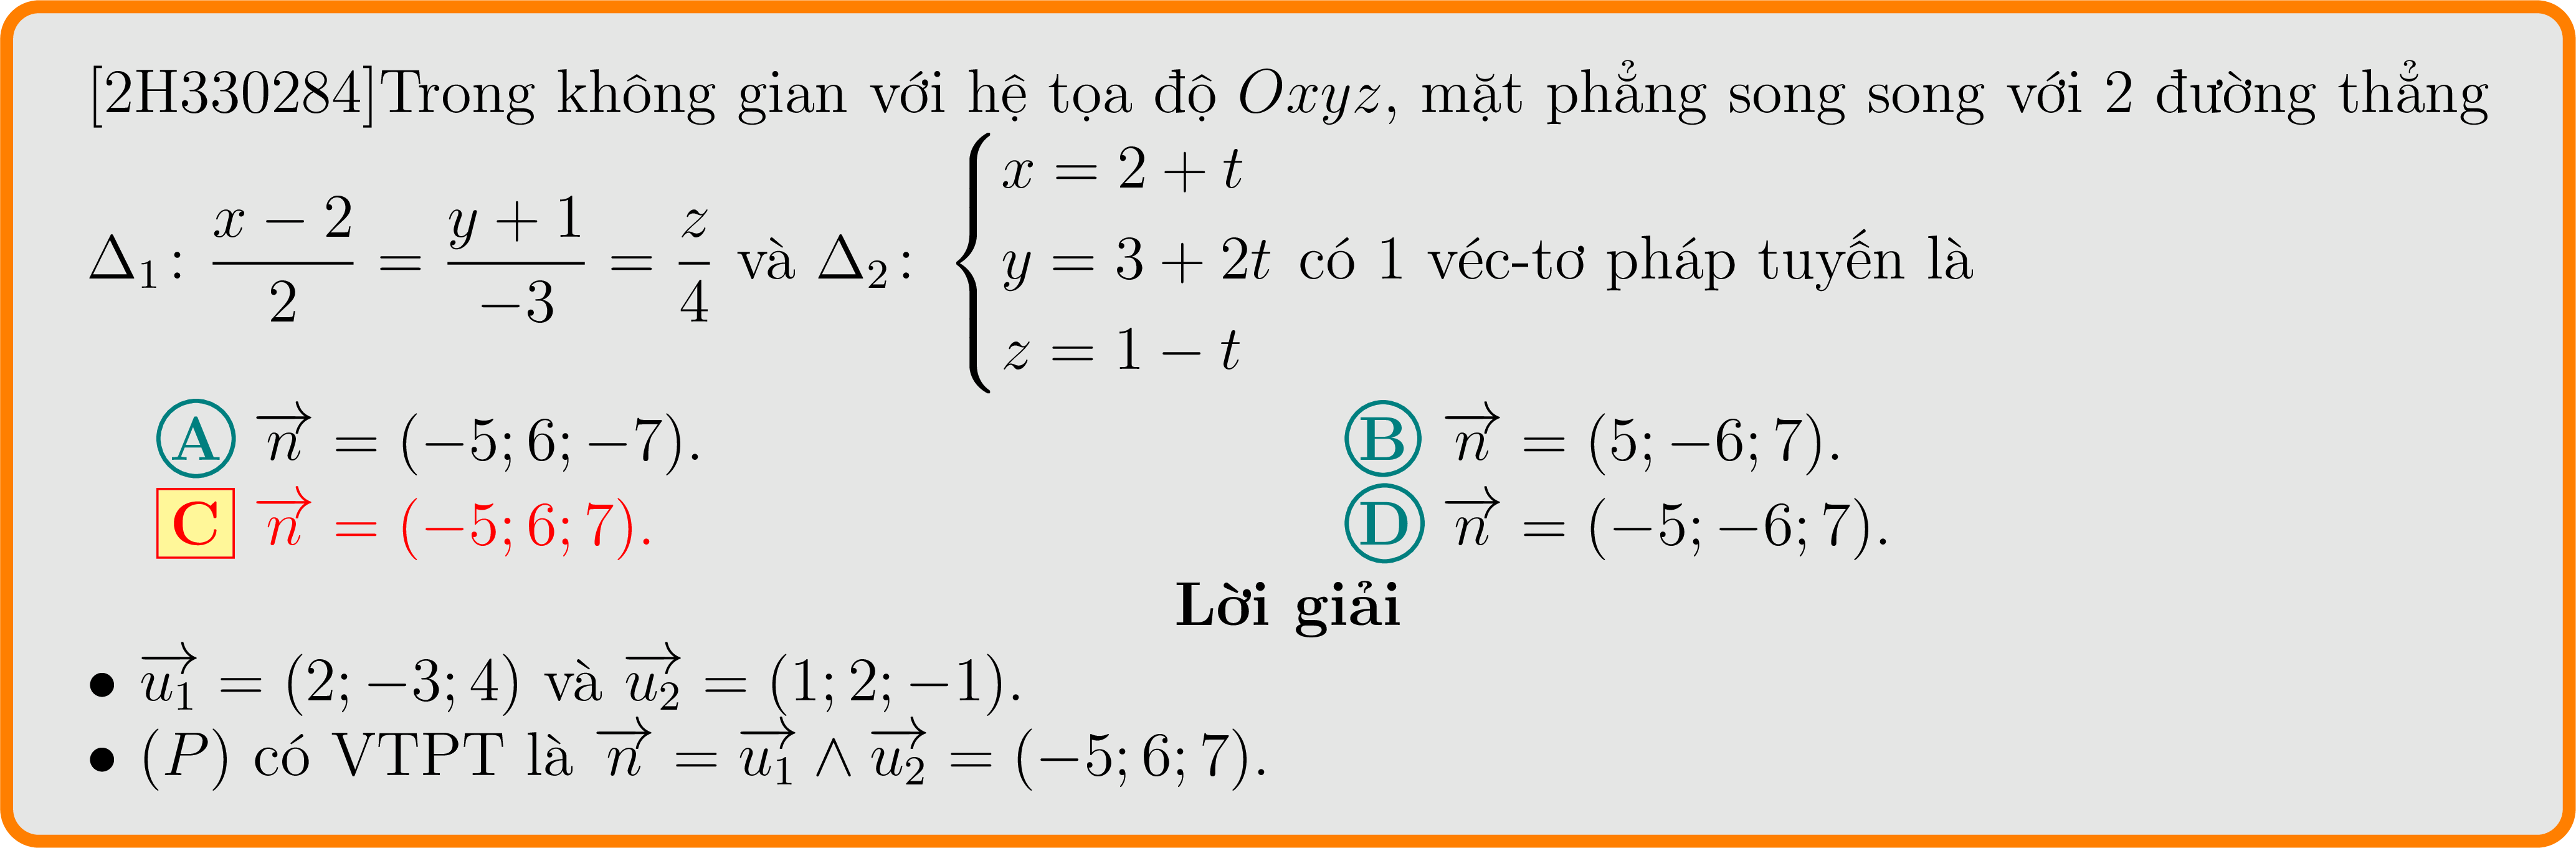 [2H330284]Trong không gian với hệ tọa độ Oxyz, mặt phẳng song song với 2 đường thẳng
Δ₁: \frac{x − 2}{2} = \frac{y + 1}{−3} = \frac{z}{4} và Δ₂: \begin{cases} x = 2 + t \\ y = 3 + 2t \\ z = 1 − t \end{cases} có 1 véc-tơ pháp tuyến là
A \overrightarrow{n} = (−5; 6; −7). B \overrightarrow{n} = (5; −6; 7).
C \overrightarrow{n} = (−5; 6; 7). D \overrightarrow{n} = (−5; −6; 7).
Lời giải
• \overrightarrow{u_1} = (2; −3; 4) và \overrightarrow{u_2} = (1; 2; −1).
• (P) có VTPT là \overrightarrow{n} = \overrightarrow{u_1} ∧ \overrightarrow{u_2} = (−5; 6; 7).